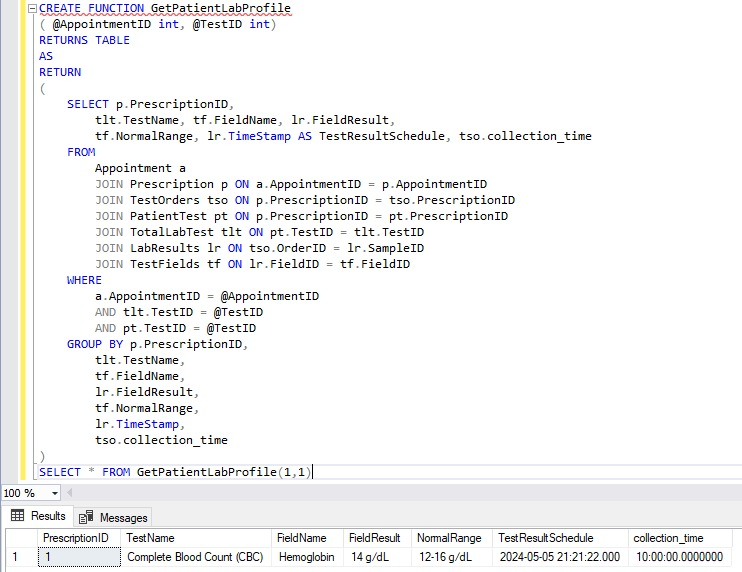 CREATE FUNCTION GetPatientLabProfile
( @AppointmentID int, @TestID int)
RETURNS TABLE
AS
RETURN
(
SELECT p.PrescriptionID,
tlt.TestName, tf.FieldName, lr.FieldResult,
tf.NormalRange, lr.TimeStamp AS TestResultSchedule, tso.collection_time
FROM
Appointment a
JOIN Prescription p ON a.AppointmentID = p.AppointmentID
JOIN TestOrders tso ON p.PrescriptionID = tso.PrescriptionID
JOIN PatientTest pt ON p.PrescriptionID = pt.PrescriptionID
JOIN TotalLabTest tlt ON pt.TestID = tlt.TestID
JOIN LabResults lr ON tso.OrderID = lr.SampleID
JOIN TestFields tf ON lr.FieldID = tf.FieldID
WHERE
a.AppointmentID = @AppointmentID
AND tlt.TestID = @TestID
AND pt.TestID = @TestID
GROUP BY p.PrescriptionID,
tlt.TestName,
tf.FieldName,
lr.FieldResult,
tf.NormalRange,
lr.TimeStamp,
tso.collection_time
)
SELECT * FROM GetPatientLabProfile(1,1)
100 %
Results Messages
PrescriptionID TestName FieldName FieldResult NormalRange TestResultSchedule collection_time
1 1 Complete Blood Count (CBC) Hemoglobin 14 g/dL 12-16 g/dL 2024-05-05 21:21:22.000 10:00:00.0000000